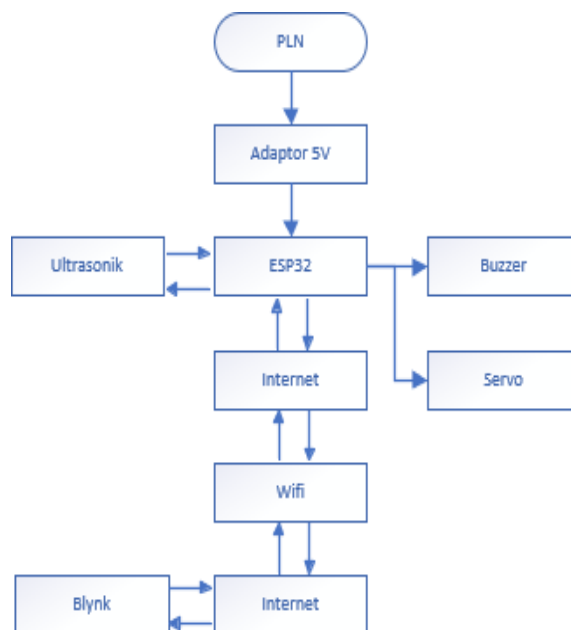 PLN
Adaptor 5V
Ultrasonik
ESP32
Buzzer
Internet
Servo
Wifi
Blynk
Internet